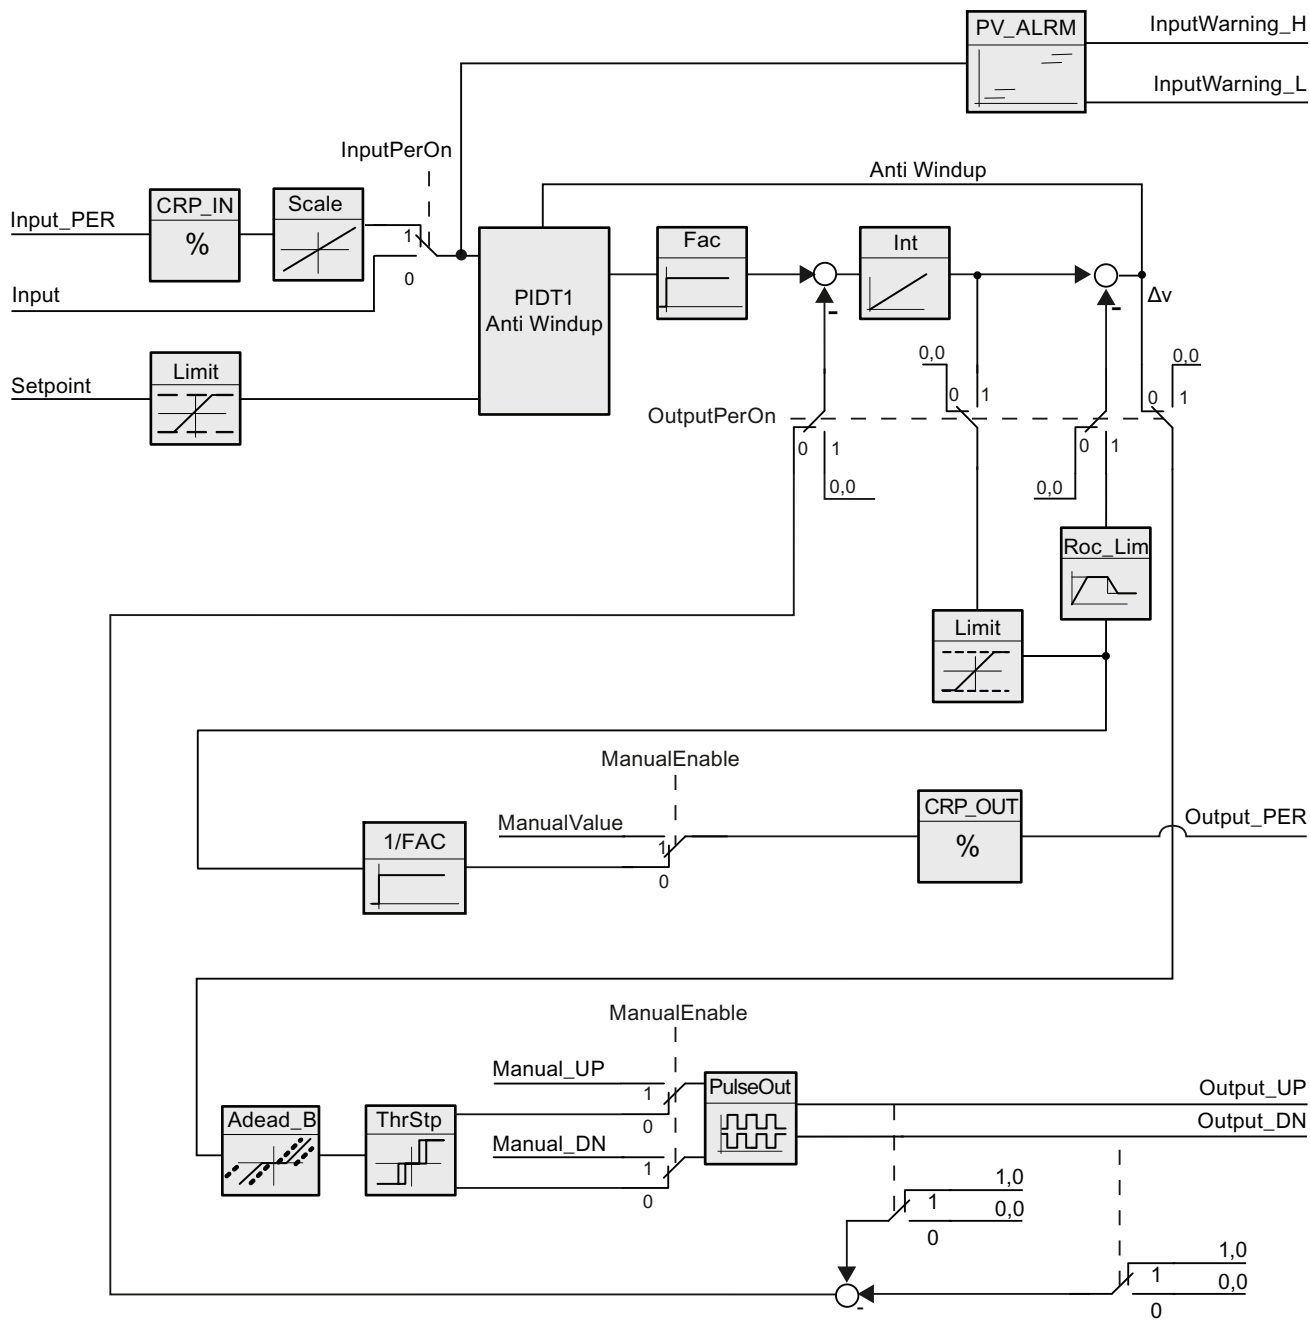 PV_ALRM
InputWarning_H
InputWarning_L
InputPerOn
Anti Windup
Input_PER
CRP_IN
%
Scale
1
0
Input
PIDT1
Anti Windup
Fac
Int
-
-
Δv
Setpoint
Limit
0,0
0
1
0,0
0
1
OutputPerOn
0
1
0,0
0
1
0,0
Roc_Lim
Limit
ManualEnable
ManualValue
1
0
1/FAC
CRP_OUT
%
Output_PER
ManualEnable
Manual_UP
1
0
PulseOut
Output_UP
Output_DN
Adead_B
ThrStp
Manual_DN
1
0
1,0
1
0,0
0
1,0
1
0,0
0
-